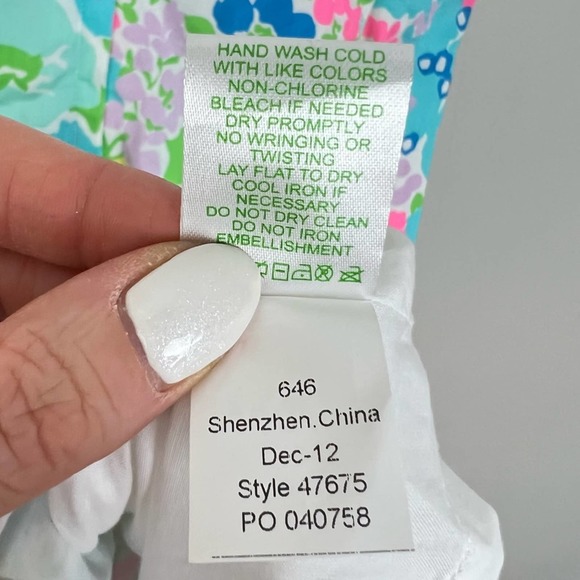 HAND WASH COLD
WITH LIKE COLORS
NON-CHLORINE
BLEACH IF NEEDED
DRY PROMPTLY
NO WRINGING OR
TWISTING
LAY FLAT TO DRY
COOL IRON IF
NECESSARY
DO NOT DRY CLEAN
DO NOT IRON
EMBELLISHMENT
646
Shenzhen.China
Dec-12
Style 47675
PO 040758